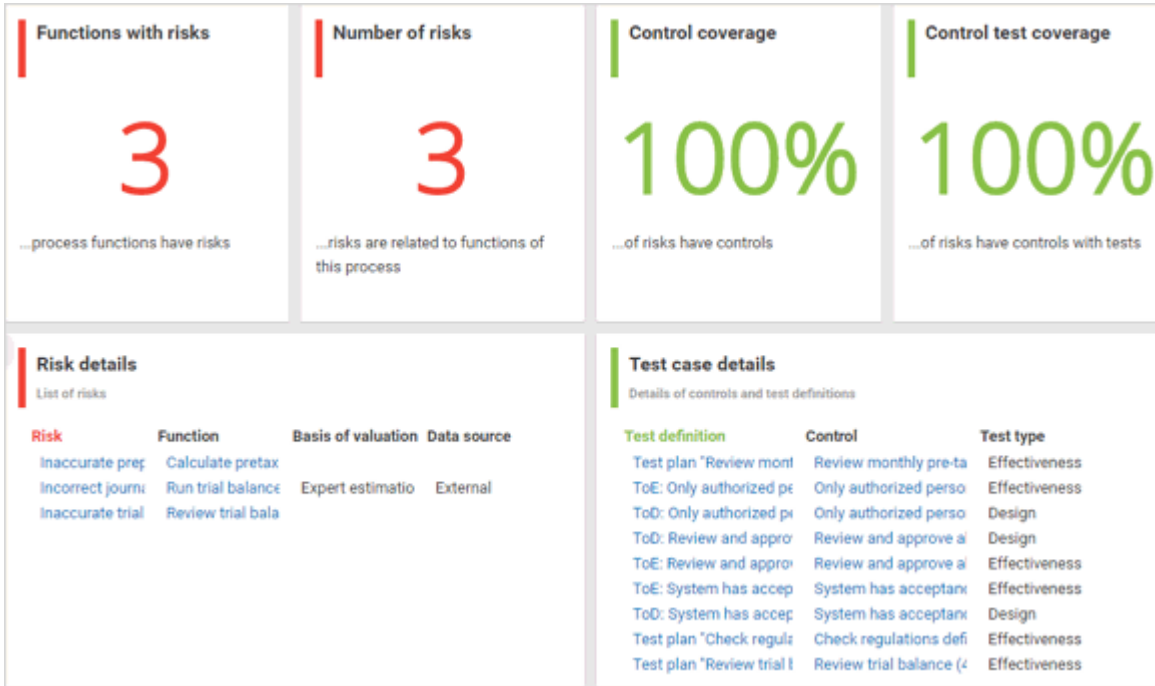 Functions with risks
3
...process functions have risks
Number of risks
3
...risks are related to functions of
this process
Control coverage
100%
...of risks have controls
Control test coverage
100%
...of risks have controls with tests
Risk details
List of risks
Risk Function Basis of valuation Data source
Inaccurate prep Calculate pretax
Incorrect journa Run trial balance Expert estimatio External
Inaccurate trial Review trial bala
Test case details
Details of controls and test definitions
Test definition Control Test type
Test plan "Review mont Review monthly pre-ta Effectiveness
ToE: Only authorized pe Only authorized perso Effectiveness
ToD: Only authorized pe Only authorized perso Design
ToD: Review and approv Review and approve al Design
ToE: Review and approv Review and approve al Effectiveness
ToE: System has accep System has acceptanc Effectiveness
ToD: System has accep System has acceptanc Design
Test plan "Check regula Check regulations defi Effectiveness
Test plan "Review trial b Review trial balance (4 Effectiveness